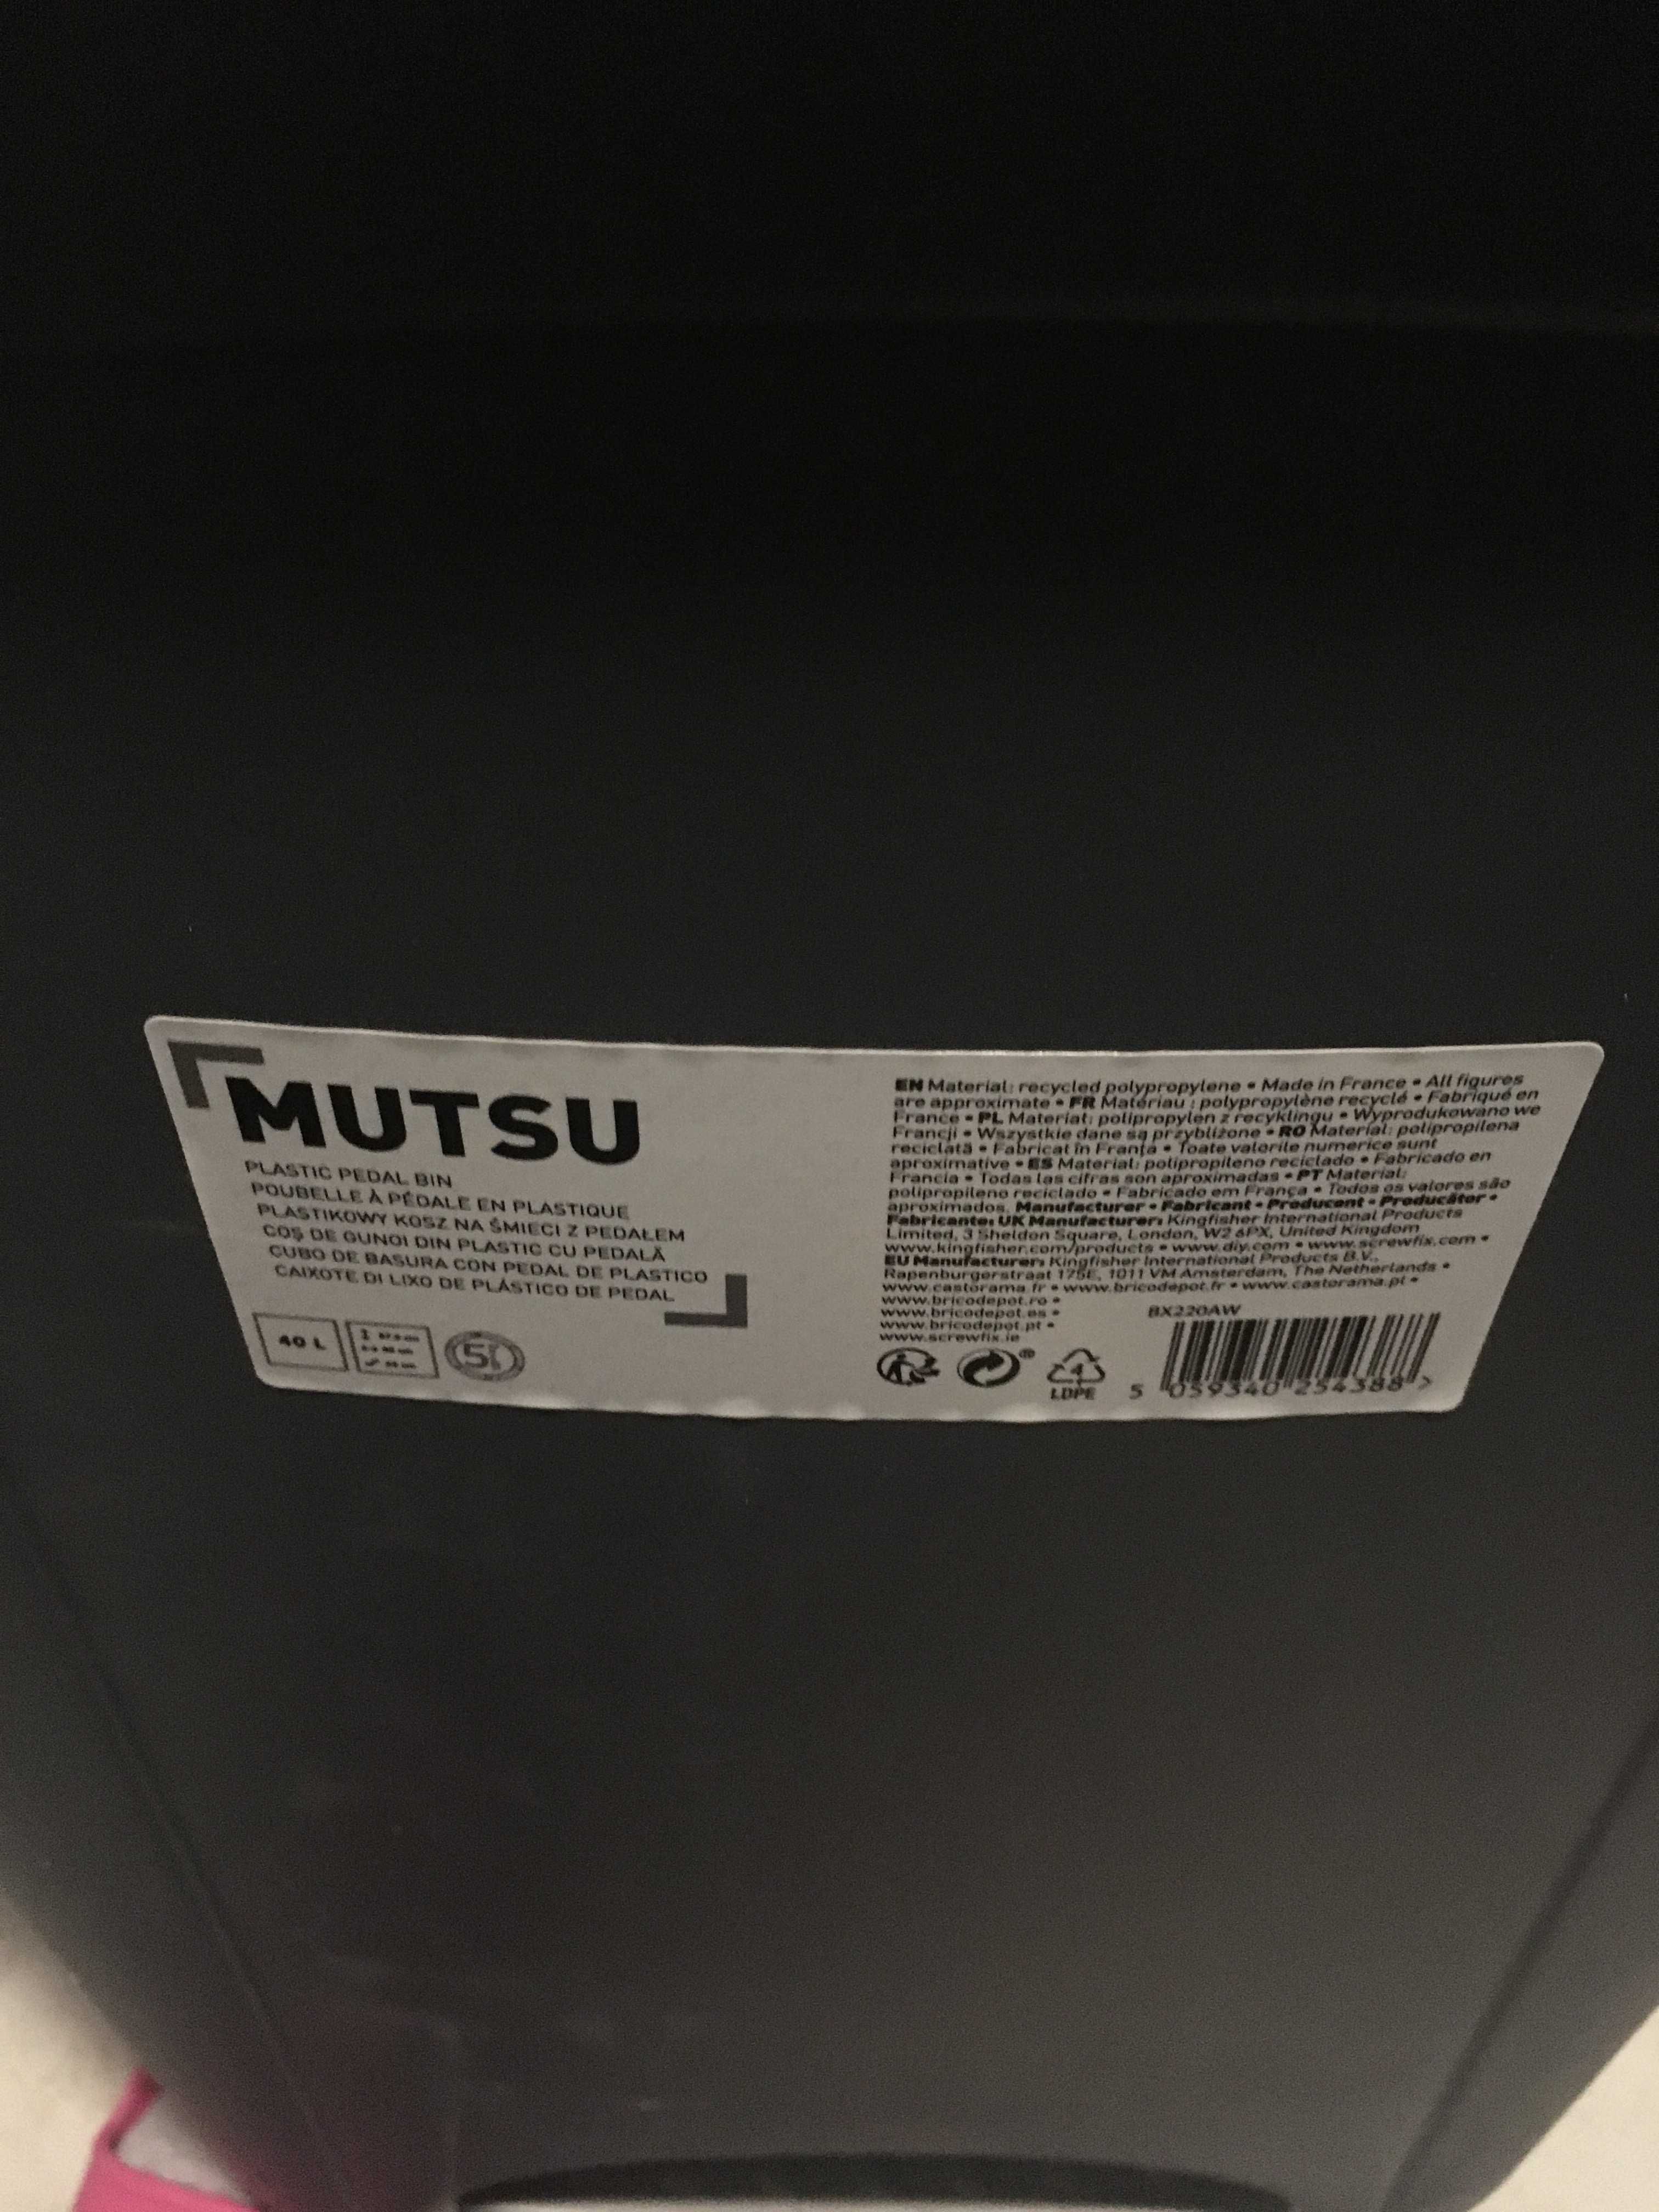 MUTSU
PLASTIC PEDAL BIN
POUBELLE À PÉDALE EN PLASTIQUE
PLASTIKOWY KOSZ NA ŚMIECI Z PEDAŁEM
COȘ DE GUNOI DIN PLASTIC CU PEDALĂ
CUBO DE BASURA CON PEDAL DE PLASTICO
CAIXOTE DI LIXO DE PLÁSTICO DE PEDAL
40 L
EN Material: recycled polypropylene • Made in France • All figures
are approximate • FR Matériau : polypropylène recyclé • Fabriqué en
France • PL Materiał: polipropylen z recyklingu • Wyprodukowano we
Francji • Wszystkie dane są przybliżone • RO Material: polipropilena
reciclată • Fabricat în Franța • Toate valorile numerice sunt
aproximative • ES Material: polipropileno reciclado • Fabricado en
Francia • Todas las cifras son aproximadas • PT Material:
polipropileno reciclado • Fabricado em França • Todos os valores são
aproximados. Manufacturer • Fabricant • Producent • Producător •
Fabricante: UK Manufacturer: Kingfisher International Products
Limited, 3 Sheldon Square, London, W2 6PX, United Kingdom
www.kingfisher.com/products • www.diy.com • www.screwfix.com •
EU Manufacturer: Kingfisher International Products B.V.,
Rapenburgerstraat 175E, 1011 VM Amsterdam, The Netherlands •
www.castorama.fr • www.bricodepot.fr • www.castorama.pl •
www.bricodepot.ro •
www.bricodepot.es •
www.bricodepot.pt •
www.screwfix.ie
BX220AW
4
LDPE
5 059340 254388 >